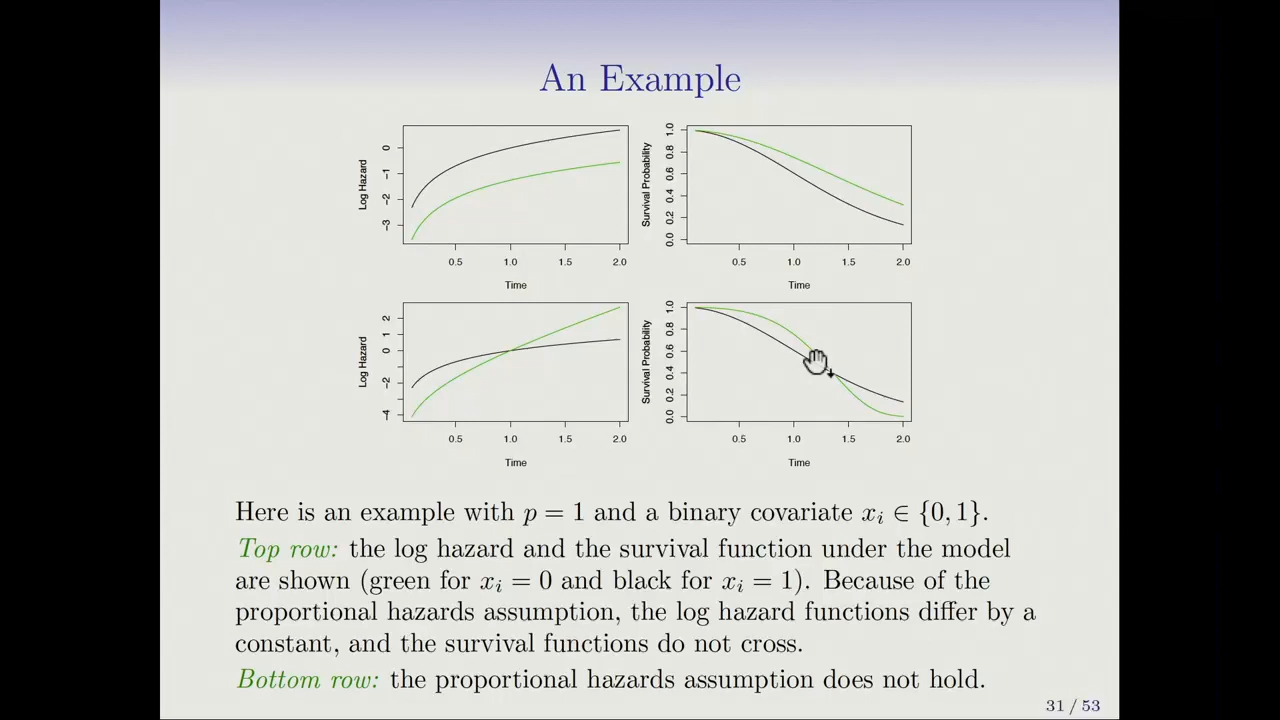 An Example
Log Hazard
0
−1
−2
−3
0.5 1.0 1.5 2.0
Time
Survival Probability
1.0
0.8
0.6
0.4
0.2
0.0
0.5 1.0 1.5 2.0
Time
Log Hazard
2
1
0
−2
−4
0.5 1.0 1.5 2.0
Time
Survival Probability
1.0
0.8
0.6
0.4
0.2
0.0
0.5 1.0 1.5 2.0
Time
Here is an example with p = 1 and a binary covariate xᵢ ∈ {0, 1}.
Top row: the log hazard and the survival function under the model
are shown (green for xᵢ = 0 and black for xᵢ = 1). Because of the
proportional hazards assumption, the log hazard functions differ by a
constant, and the survival functions do not cross.
Bottom row: the proportional hazards assumption does not hold.
31 / 53